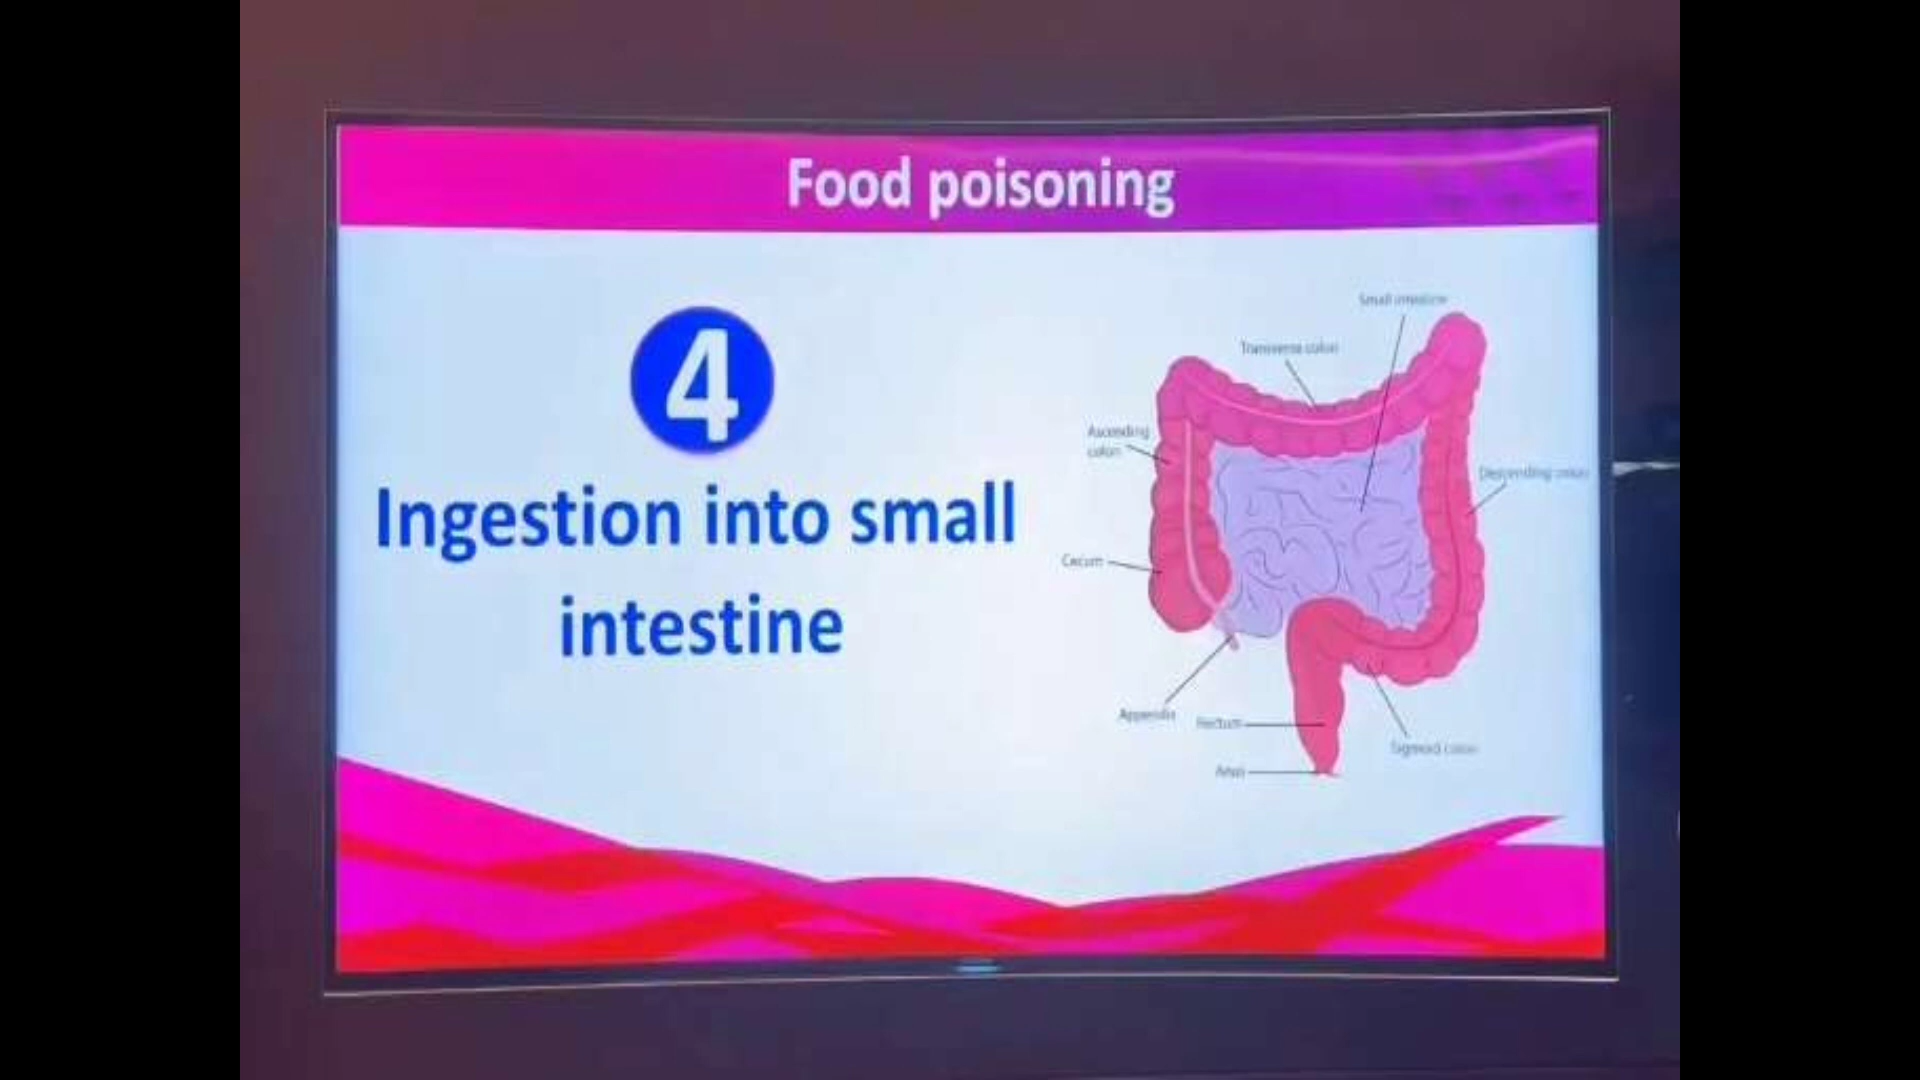 Food poisoning
4
Ingestion into small
intestine
Small intestine
Transverse colon
Ascending
colon
Descending colon
Cecum
Appendix
Rectum
Sigmoid colon
Anus